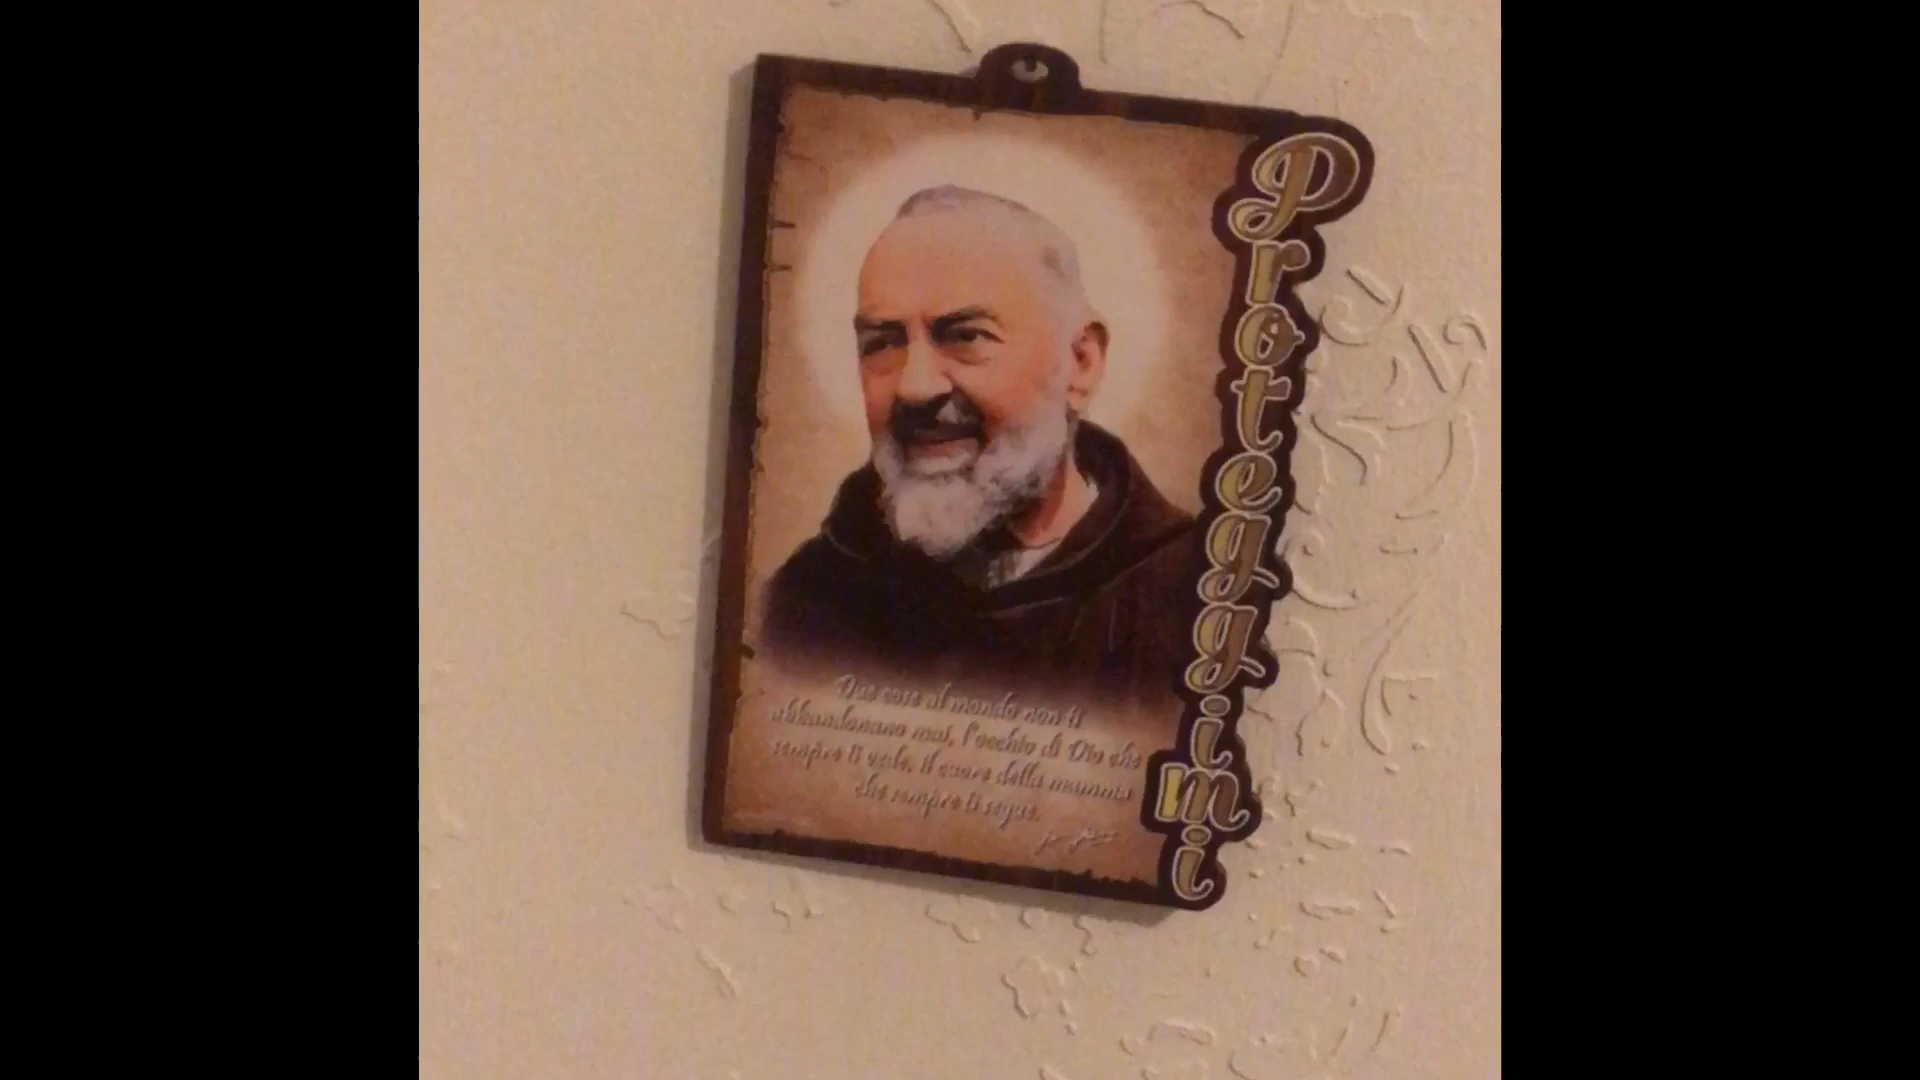 Proteggimi
Due cose al mondo non ti
abbandonano mai, l'occhio di Dio che
sempre ti vede, il cuore della mamma
che sempre ti segue.